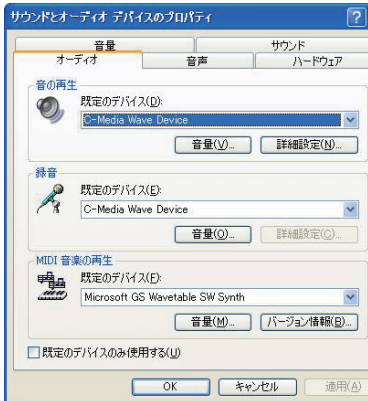 サウンドとオーディオ デバイスのプロパティ
音量 サウンド
オーディオ 音声 ハードウェア
音の再生
既定のデバイス(D):
C-Media Wave Device
音量(V)... 詳細設定(N)...
録音
既定のデバイス(E):
C-Media Wave Device
音量(O)... 詳細設定(C)...
MIDI 音楽の再生
既定のデバイス(F):
Microsoft GS Wavetable SW Synth
音量(M)... バージョン情報(B)...
既定のデバイスのみ使用する(U)
OK キャンセル 適用(A)